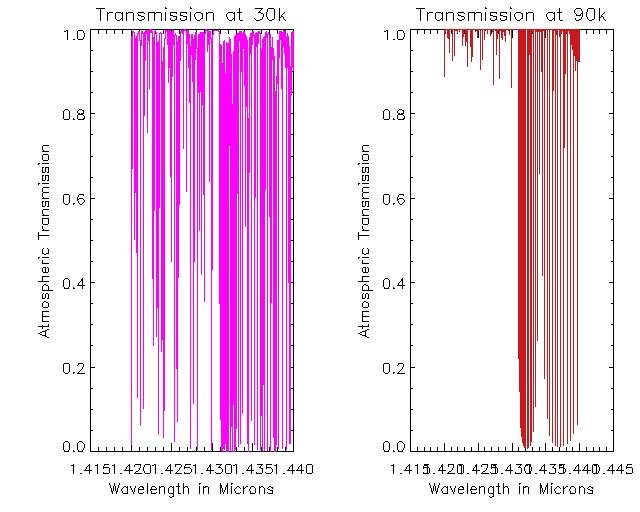 Transmission at 30k
1.0
0.8
0.6
0.4
0.2
0.0
Atmospheric Transmission
1.415 1.420 1.425 1.430 1.435 1.440
Wavelength in Microns
Transmission at 90k
1.0
0.8
0.6
0.4
0.2
0.0
Atmospheric Transmission
1.415 1.420 1.425 1.430 1.435 1.440 1.445
Wavelength in Microns